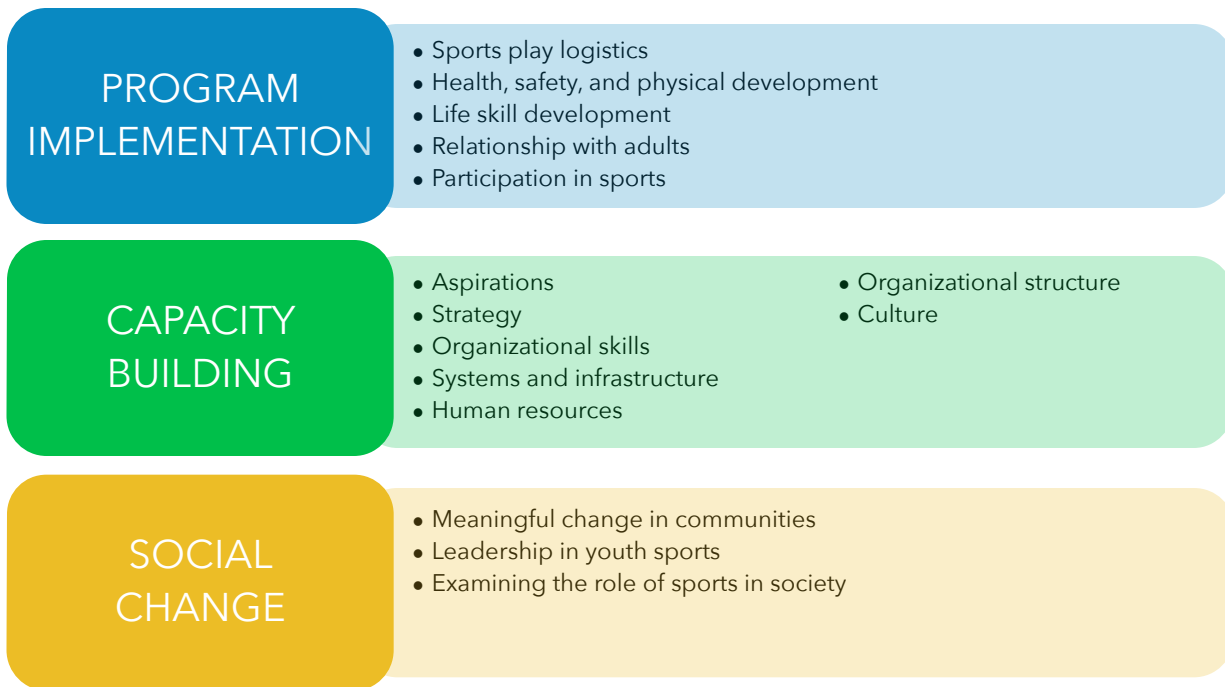 PROGRAM
IMPLEMENTATION
• Sports play logistics
• Health, safety, and physical development
• Life skill development
• Relationship with adults
• Participation in sports
CAPACITY
BUILDING
• Aspirations
• Strategy
• Organizational skills
• Systems and infrastructure
• Human resources
• Organizational structure
• Culture
SOCIAL
CHANGE
• Meaningful change in communities
• Leadership in youth sports
• Examining the role of sports in society